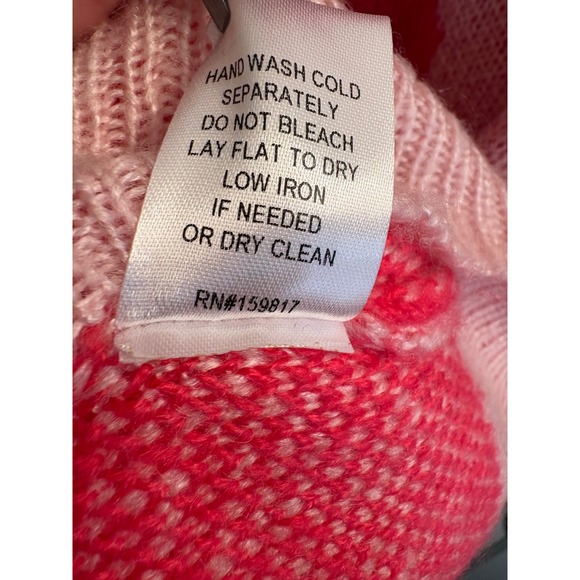 HAND WASH COLD
SEPARATELY
DO NOT BLEACH
LAY FLAT TO DRY
LOW IRON
IF NEEDED
OR DRY CLEAN
RN#159817